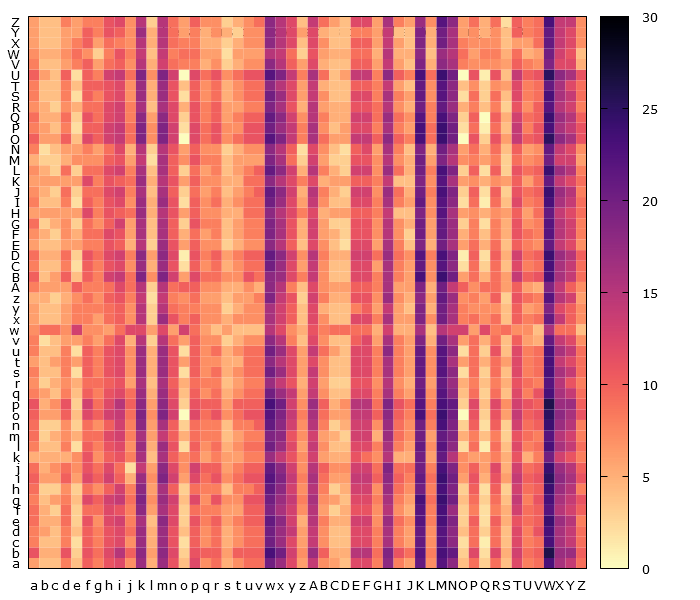 Z
Y
X
W
V
U
T
S
R
Q
P
O
N
M
L
K
J
I
H
G
F
E
D
C
B
A
z
y
x
w
v
u
t
s
r
q
p
o
n
m
l
k
j
i
h
g
f
e
d
c
b
a
a b c d e f g h i j k l m n o p q r s t u v w x y z A B C D E F G H I J K L M N O P Q R S T U V W X Y Z
30
25
20
15
10
5
0